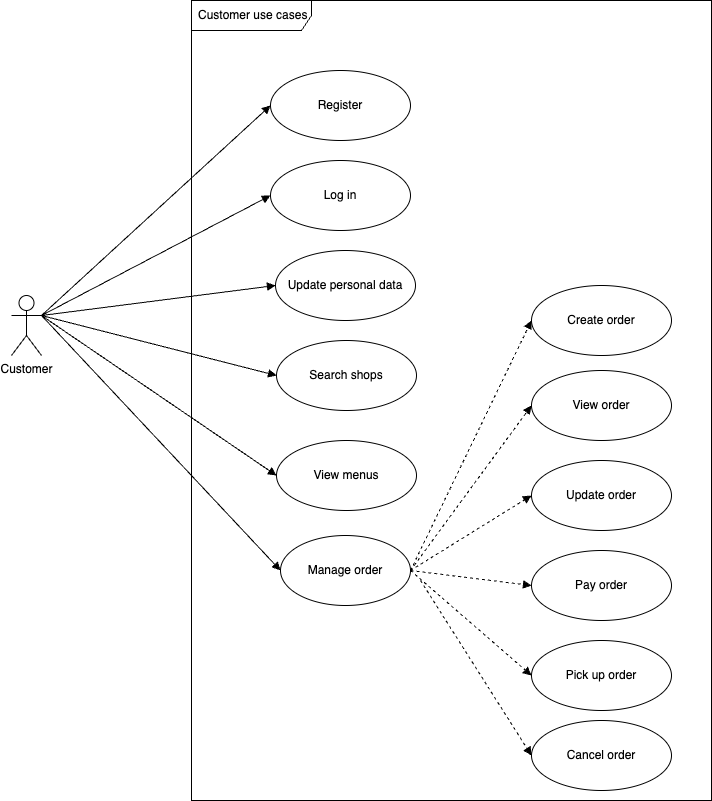 Customer use cases
Register
Log in
Update personal data
Customer
Search shops
View menus
Manage order
Create order
View order
Update order
Pay order
Pick up order
Cancel order